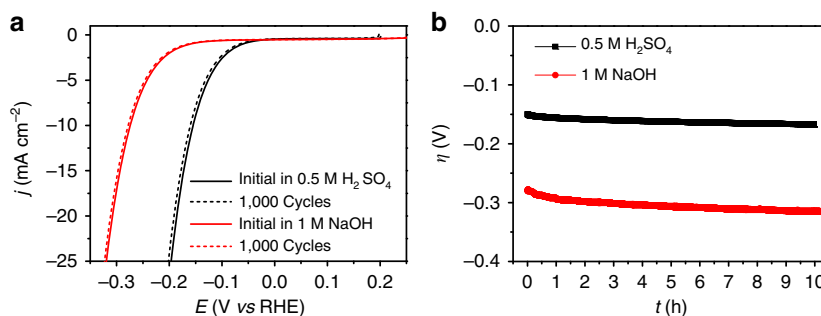 a
0
−5
−10
−15
−20
−25
j (mA cm⁻²)
Initial in 0.5 M H₂SO₄
1,000 Cycles
Initial in 1 M NaOH
1,000 Cycles
−0.3 −0.2 −0.1 0.0 0.1 0.2
E (V vs RHE)
b
−0.0
−0.1
−0.2
−0.3
−0.4
η (V)
0.5 M H₂SO₄
1 M NaOH
0 1 2 3 4 5 6 7 8 9 10
t (h)